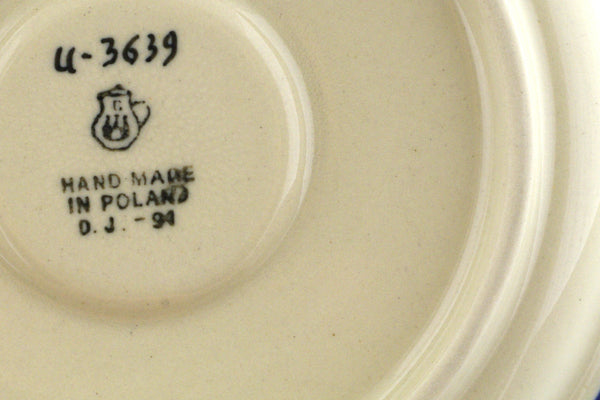 U-3639
HAND MADE
IN POLAND
D.J. - 94